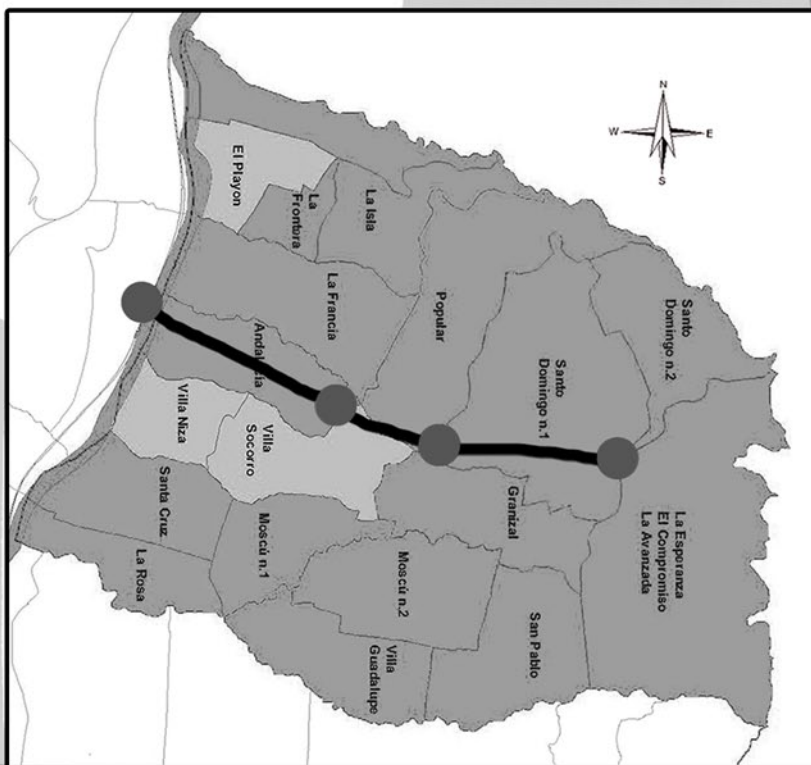 N
W
E
S
El Playon
La
Frontera
La Isla
La Francia
Popular
Santo
Domingo n.2
Santo
Domingo n.1
Andalucia
Villa Niza
Villa
Socorro
Santa Cruz
La Rosa
Moscú n.1
Moscú n.2
Granizal
San Pablo
Villa
Guadalupe
La Esperanza
El Compromiso
La Avanzada